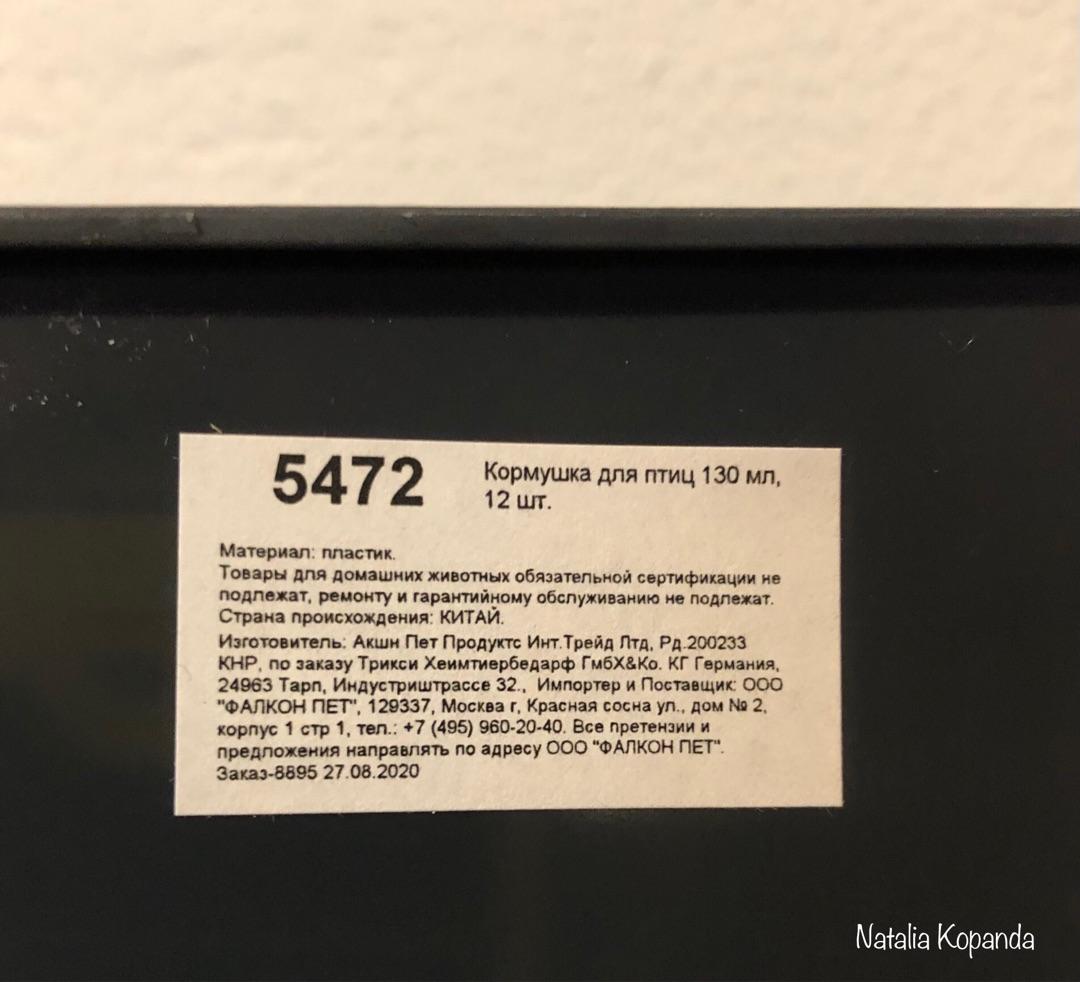 5472
Кормушка для птиц 130 мл,
12 шт.
Материал: пластик.
Товары для домашних животных обязательной сертификации не
подлежат, ремонту и гарантийному обслуживанию не подлежат.
Страна происхождения: КИТАЙ.
Изготовитель: Акшн Пет Продуктс Инт.Трейд Лтд, Рд.200233
КНР, по заказу Трикси Хеимтиербедарф ГмбХ&Ко. КГ Германия,
24963 Тарп, Индустриштрассе 32., Импортер и Поставщик: ООО
"ФАЛКОН ПЕТ", 129337, Москва г, Красная сосна ул., дом № 2,
корпус 1 стр 1, тел.: +7 (495) 960-20-40. Все претензии и
предложения направлять по адресу ООО "ФАЛКОН ПЕТ".
Заказ-8895 27.08.2020
Natalia Kopanda